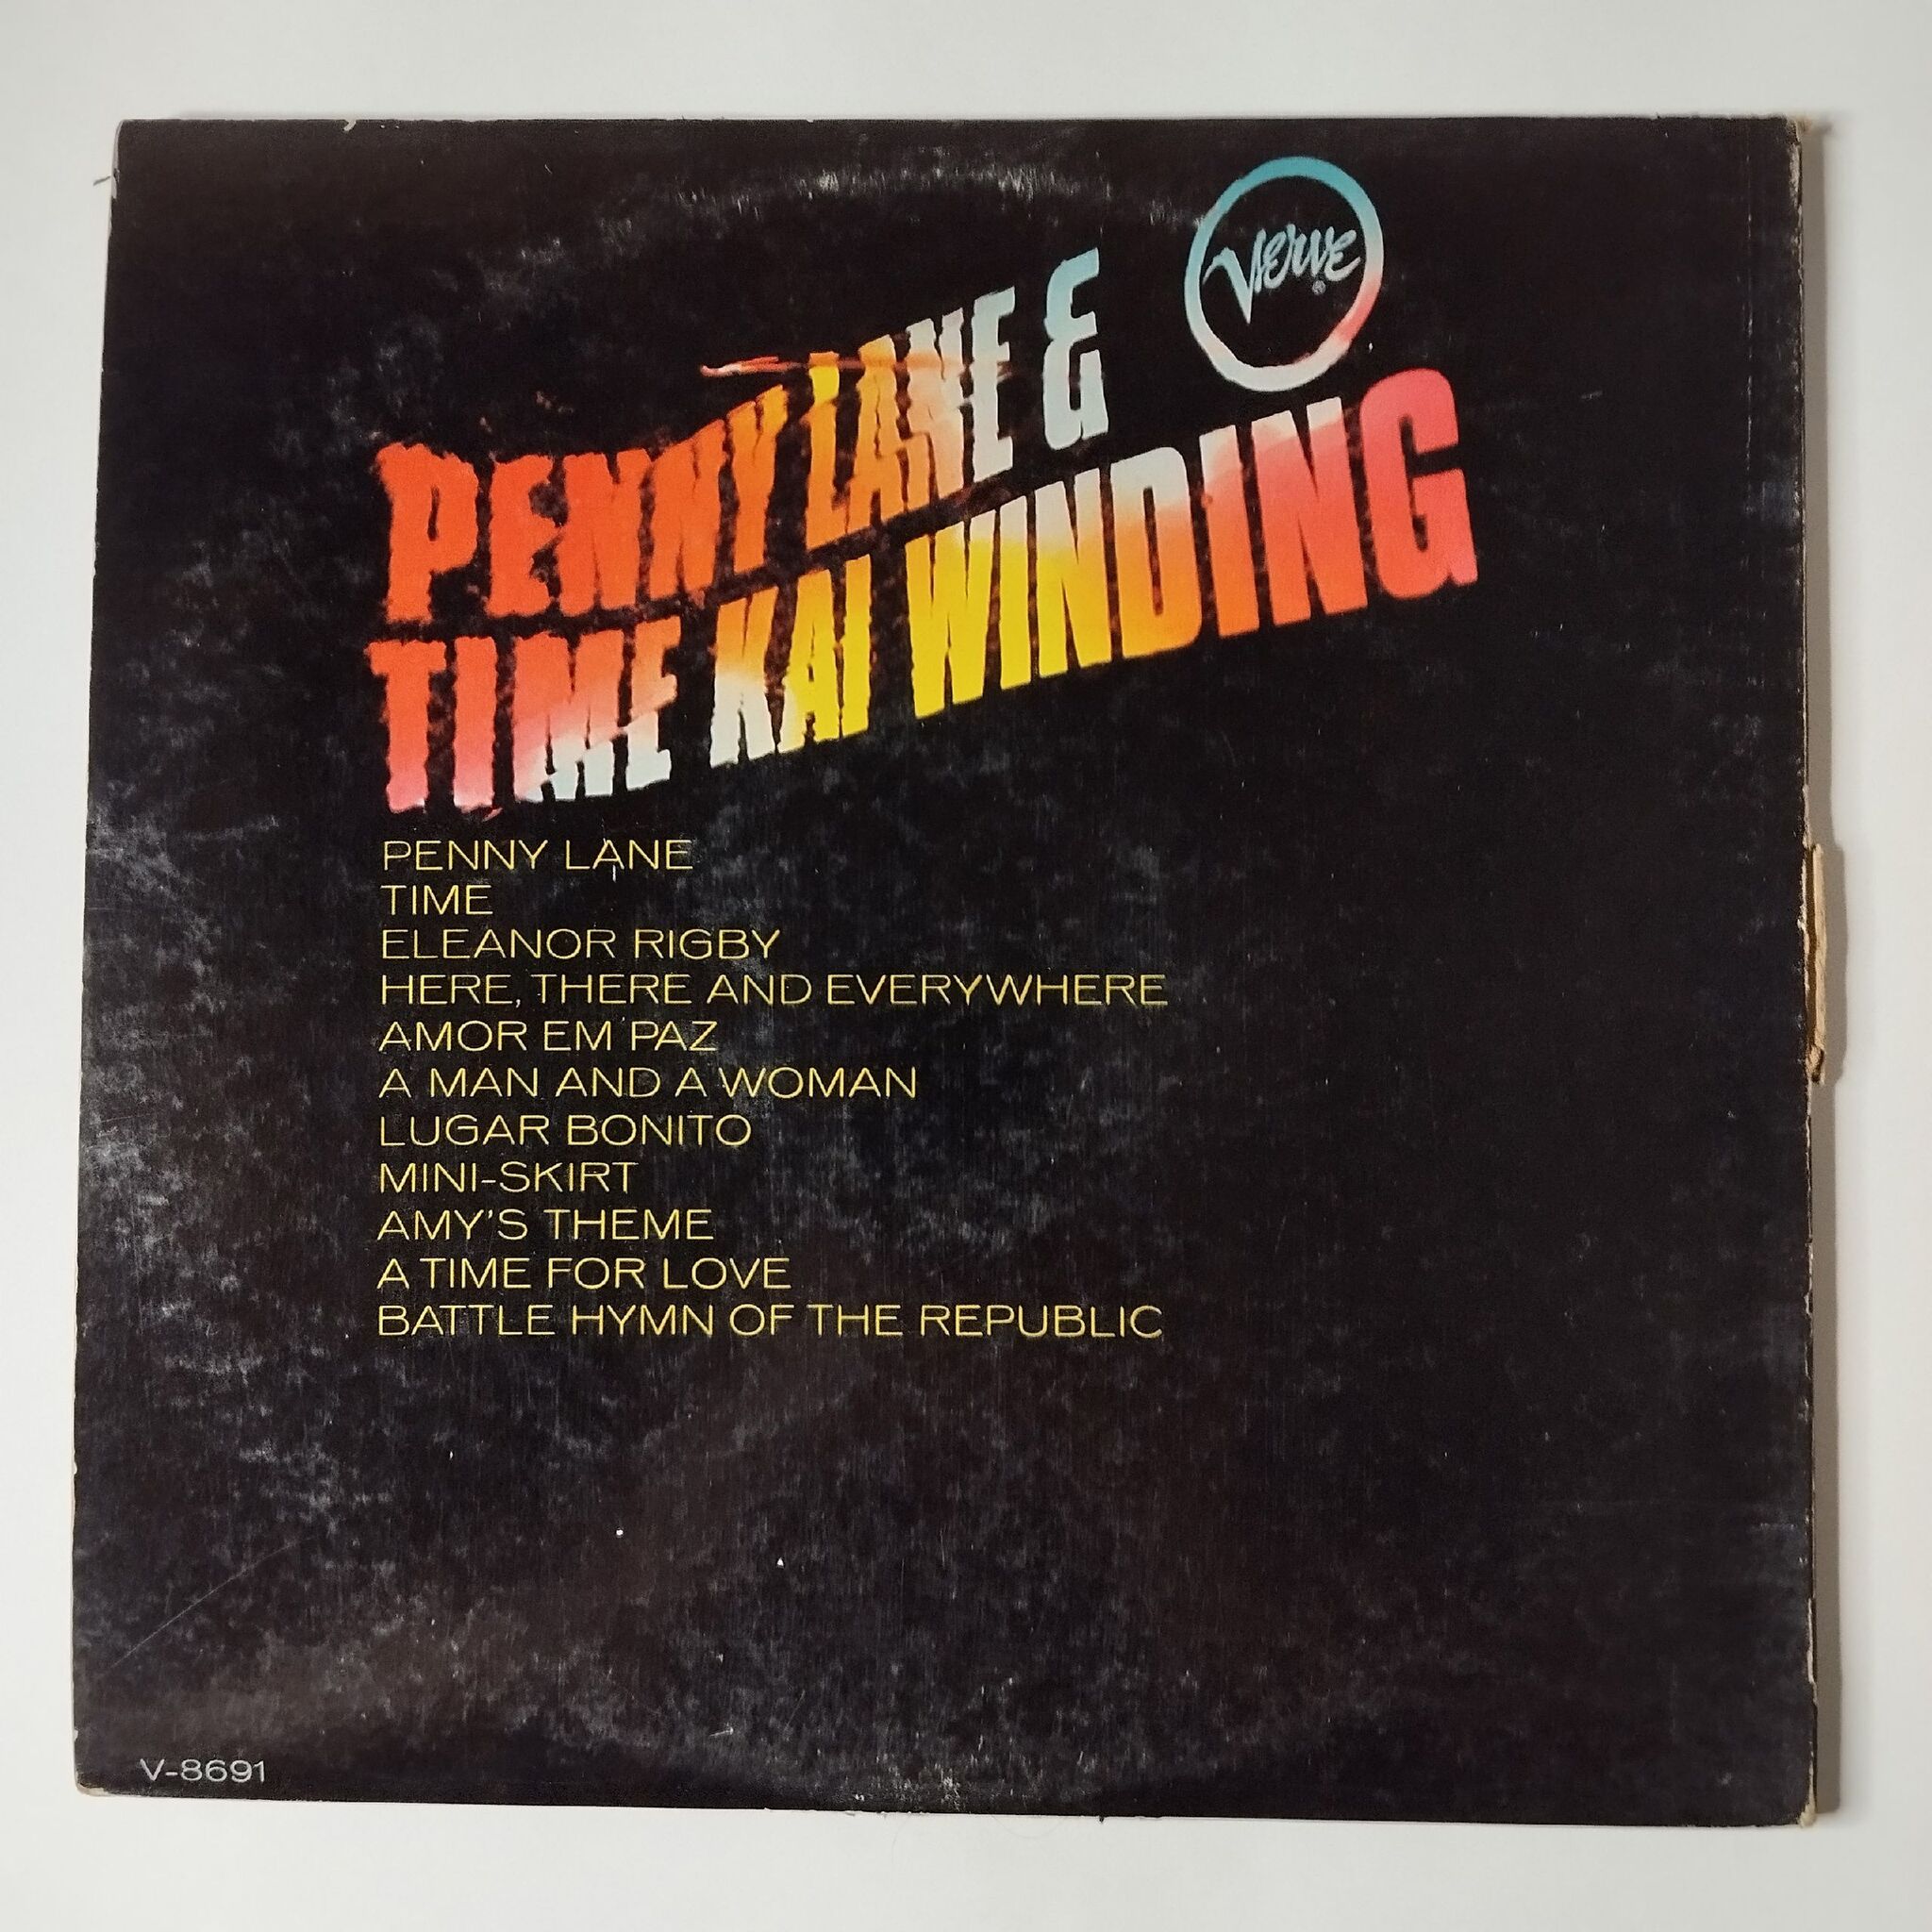 Verve
®
PENNY LANE &
TIME KAI WINDING
PENNY LANE
TIME
ELEANOR RIGBY
HERE, THERE AND EVERYWHERE
AMOR EM PAZ
A MAN AND A WOMAN
LUGAR BONITO
MINI-SKIRT
AMY'S THEME
A TIME FOR LOVE
BATTLE HYMN OF THE REPUBLIC
V-8691